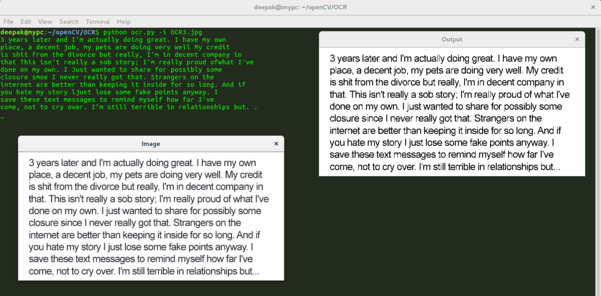 deepak@mypc: ~/openCV/OCR
File Edit View Search Terminal Help
deepak@mypc:~/openCV/OCR$ python ocr.py -i OCR3.jpg
3 years later and I'm actually doing great. I have my own
place, a decent job, my pets are doing very well My credit
is shit from the divorce but really, I'm in decent company in
that This isn't really a sob story; I'm really proud ofwhat I've
done on my own. I Just wanted to share for possibly some
closure smoe I never really got that. Strangers on the
internet are better than keeping it inside for so long. And if
you hate my story ljust lose some fake points anyway. I
save these text messages to remind myself how far I've
come, not to cry over. I'm still terrible in relationships but. .
Output
3 years later and I'm actually doing great. I have my own
place, a decent job, my pets are doing very well. My credit
is shit from the divorce but really, I'm in decent company in
that. This isn't really a sob story; I'm really proud of what I've
done on my own. I just wanted to share for possibly some
closure since I never really got that. Strangers on the
internet are better than keeping it inside for so long. And if
you hate my story I just lose some fake points anyway. I
save these text messages to remind myself how far I've
come, not to cry over. I'm still terrible in relationships but...
Image
3 years later and I'm actually doing great. I have my own
place, a decent job, my pets are doing very well. My credit
is shit from the divorce but really, I'm in decent company in
that. This isn't really a sob story; I'm really proud of what I've
done on my own. I just wanted to share for possibly some
closure since I never really got that. Strangers on the
internet are better than keeping it inside for so long. And if
you hate my story I just lose some fake points anyway. I
save these text messages to remind myself how far I've
come, not to cry over. I'm still terrible in relationships but...